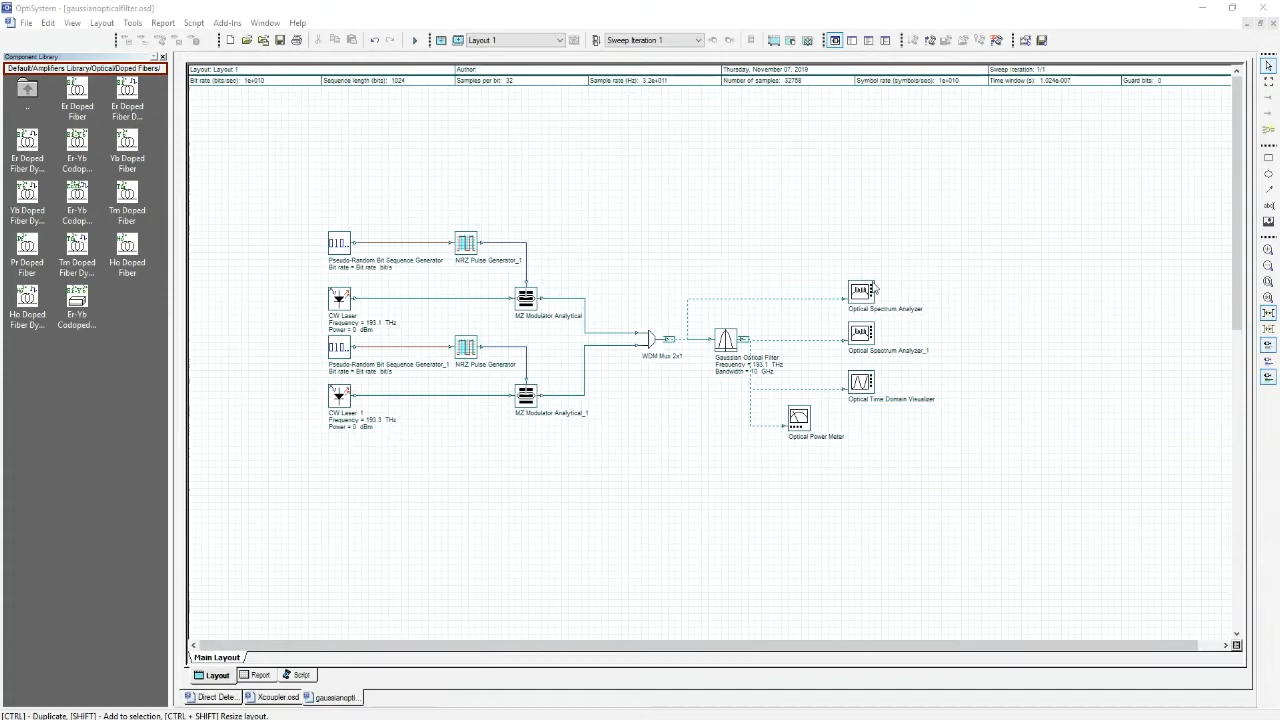 OptiSystem - [gaussianopticalfilter.osd]
File Edit View Layout Tools Report Script Add-Ins Window Help
Layout 1
Sweep Iteration 1
Component Library
Default/Amplifiers Library/Optical/Doped Fibers/
..
Er Doped
Fiber
Er Doped
Fiber D...
Er Doped
Fiber Dy...
Er-Yb
Codop...
Yb Doped
Fiber
Yb Doped
Fiber Dy...
Er-Yb
Codop...
Tm Doped
Fiber
Pr Doped
Fiber
Tm Doped
Fiber Dy...
Ho Doped
Fiber
Ho Doped
Fiber Dy...
Er-Yb
Codoped...
Layout: Layout 1 Author: Thursday, November 07, 2019 Sweep Iteration: 1/1
Bit rate (bits/sec): 1e+010 Sequence length (bits): 1024 Samples per bit: 32 Sample rate (Hz): 3.2e+011 Number of samples: 32768 Symbol rate (symbols/sec): 1e+010 Time window (s): 1.024e-007 Guard bits: 0
Pseudo-Random Bit Sequence Generator
Bit rate = Bit rate bit/s
NRZ Pulse Generator_1
CW Laser
Frequency = 193.1 THz
Power = 0 dBm
MZ Modulator Analytical
Pseudo-Random Bit Sequence Generator_1
Bit rate = Bit rate bit/s
NRZ Pulse Generator
CW Laser 1
Frequency = 193.3 THz
Power = 0 dBm
MZ Modulator Analytical_1
WDM Mux 2x1
Gaussian Optical Filter
Frequency = 193.1 THz
Bandwidth = 10 GHz
Optical Spectrum Analyzer
Optical Spectrum Analyzer_1
Optical Time Domain Visualizer
Optical Power Meter
Main Layout
Layout Report Script
Direct Dete... Xcoupler.osd gaussianopti...
[CTRL] - Duplicate, [SHIFT] - Add to selection, [CTRL + SHIFT] Resize layout.